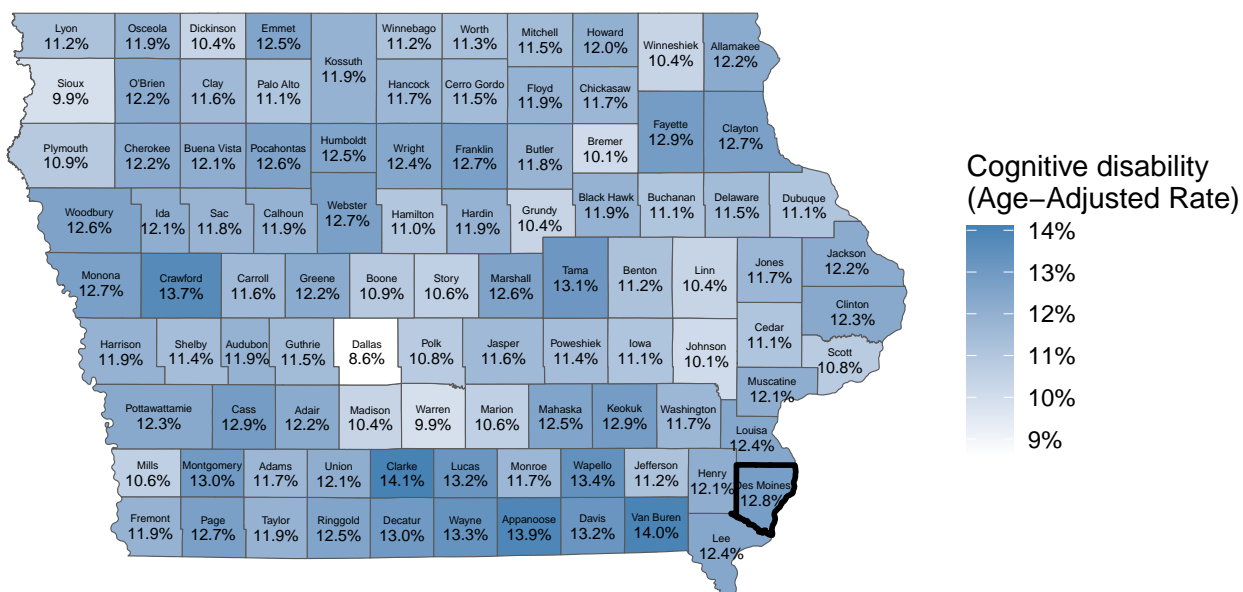 Lyon
11.2%
Osceola
11.9%
Dickinson
10.4%
Emmet
12.5%
Kossuth
11.9%
Winnebago
11.2%
Worth
11.3%
Mitchell
11.5%
Howard
12.0%
Winneshiek
10.4%
Allamakee
12.2%
Sioux
9.9%
O'Brien
12.2%
Clay
11.6%
Palo Alto
11.1%
Hancock
11.7%
Cerro Gordo
11.5%
Floyd
11.9%
Chickasaw
11.7%
Fayette
12.9%
Clayton
12.7%
Plymouth
10.9%
Cherokee
12.2%
Buena Vista
12.1%
Pocahontas
12.6%
Humboldt
12.5%
Wright
12.4%
Franklin
12.7%
Butler
11.8%
Bremer
10.1%
Woodbury
12.6%
Ida
12.1%
Sac
11.8%
Calhoun
11.9%
Webster
12.7%
Hamilton
11.0%
Hardin
11.9%
Grundy
10.4%
Black Hawk
11.9%
Buchanan
11.1%
Delaware
11.5%
Dubuque
11.1%
Monona
12.7%
Crawford
13.7%
Carroll
11.6%
Greene
12.2%
Boone
10.9%
Story
10.6%
Marshall
12.6%
Tama
13.1%
Benton
11.2%
Linn
10.4%
Jones
11.7%
Jackson
12.2%
Clinton
12.3%
Harrison
11.9%
Shelby
11.4%
Audubon
11.9%
Guthrie
11.5%
Dallas
8.6%
Polk
10.8%
Jasper
11.6%
Poweshiek
11.4%
Iowa
11.1%
Johnson
10.1%
Cedar
11.1%
Scott
10.8%
Muscatine
12.1%
Pottawattamie
12.3%
Cass
12.9%
Adair
12.2%
Madison
10.4%
Warren
9.9%
Marion
10.6%
Mahaska
12.5%
Keokuk
12.9%
Washington
11.7%
Louisa
12.4%
Mills
10.6%
Montgomery
13.0%
Adams
11.7%
Union
12.1%
Clarke
14.1%
Lucas
13.2%
Monroe
11.7%
Wapello
13.4%
Jefferson
11.2%
Henry
12.1%
Des Moines
12.8%
Fremont
11.9%
Page
12.7%
Taylor
11.9%
Ringgold
12.5%
Decatur
13.0%
Wayne
13.3%
Appanoose
13.9%
Davis
13.2%
Van Buren
14.0%
Lee
12.4%
Cognitive disability
(Age−Adjusted Rate)
14%
13%
12%
11%
10%
9%